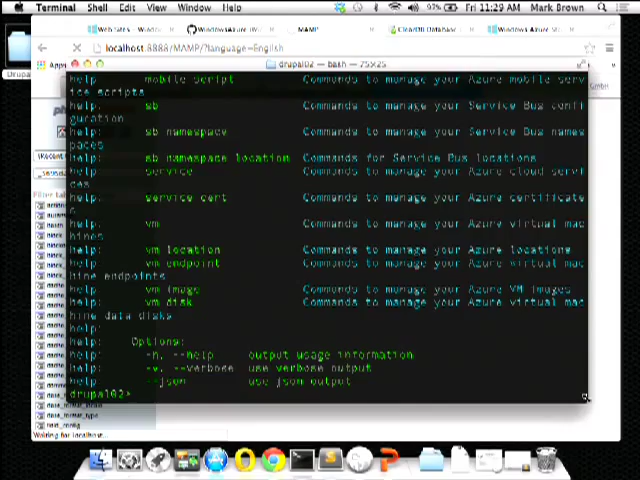 Terminal Shell Edit View Window Help
Fri 11:29 AM Mark Brown
MAMP
ClearDB Database
localhost:8888/MAMP/?language=English
drupal02 — bash — 75×25
help: mobile script Commands to manage your Azure mobile serv
ice scripts
help: sb Commands to manage your Service Bus confi
guration
help: sb namespace Commands to manage your Service Bus names
paces
help: sb namespace location Commands for Service Bus locations
help: service Commands to manage your Azure cloud servi
ces
help: service cert Commands to manage your Azure certificate
s
help: vm Commands to manage your Azure virtual mac
hines
help: vm location Commands to manage your Azure locations
help: vm endpoint Commands to manage your Azure virtual mac
hine endpoints
help: vm image Commands to manage your Azure VM images
help: vm disk Commands to manage your Azure virtual mac
hine data disks
help:
help: Options:
help: -h, --help output usage information
help: -v, --verbose use verbose output
help: --json use json output
drupal02>
Waiting for localhost...